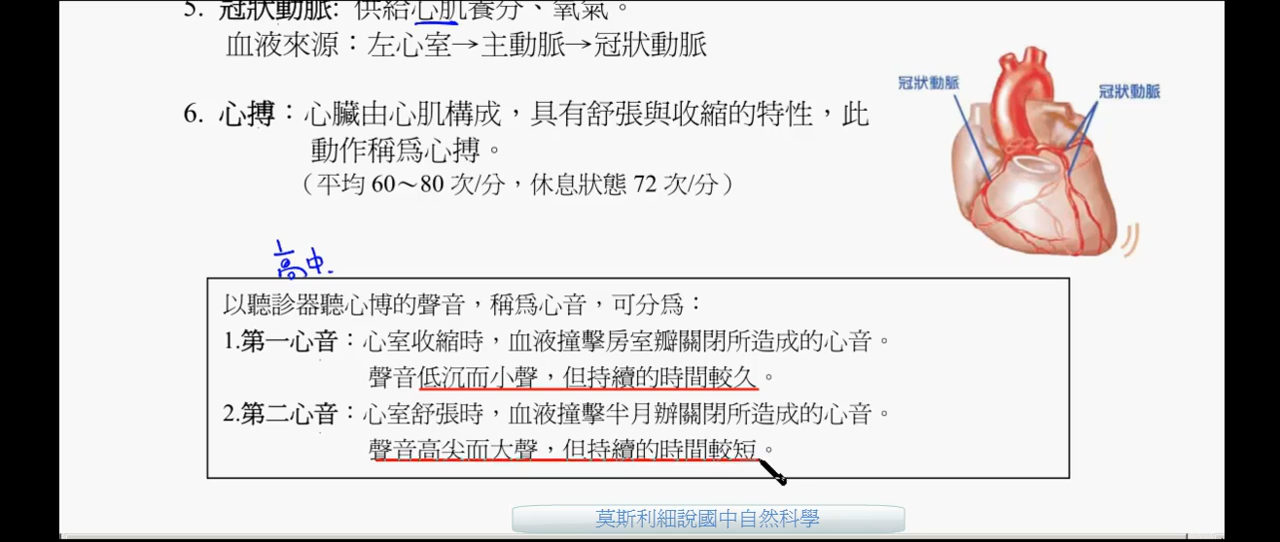 5. 冠狀動脈: 供給心肌養分、氧氣。
血液來源：左心室→主動脈→冠狀動脈
冠狀動脈
冠狀動脈
6. 心搏：心臟由心肌構成，具有舒張與收縮的特性，此
動作稱為心搏。
（平均 60～80 次/分，休息狀態 72 次/分）
高中.
以聽診器聽心博的聲音，稱為心音，可分為：
1.第一心音：心室收縮時，血液撞擊房室瓣關閉所造成的心音。
聲音低沉而小聲，但持續的時間較久。
2.第二心音：心室舒張時，血液撞擊半月辦關閉所造成的心音。
聲音高尖而大聲，但持續的時間較短。
莫斯利細說國中自然科學